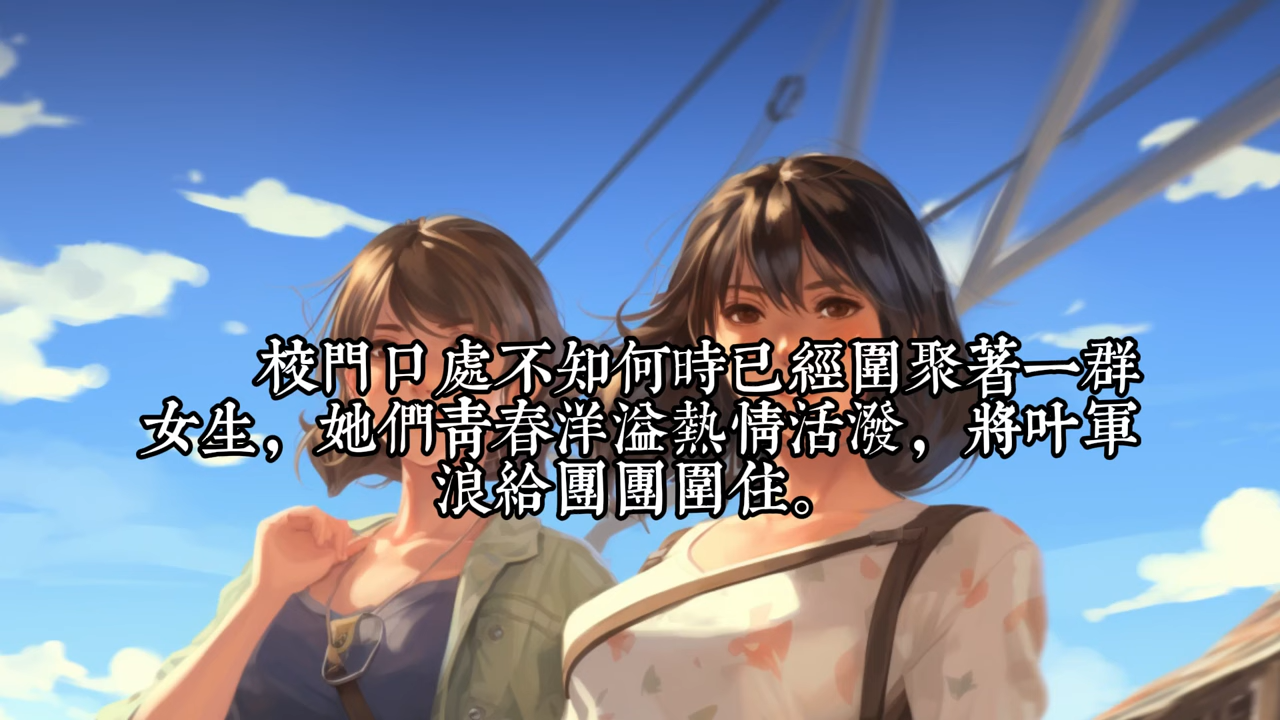 校門口處不知何時已經圍聚著一群
女生，她們靑春洋溢熱情活潑，將叶軍
浪給團團圍住。